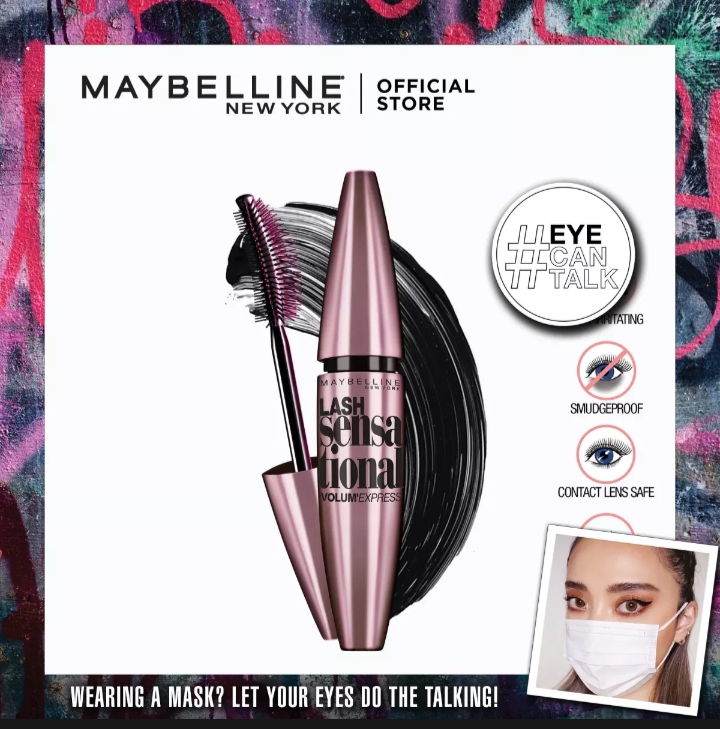 MAYBELLINE
NEW YORK
OFFICIAL
STORE
#EYE
CAN
TALK
SMUDGEPROOF
CONTACT LENS SAFE
MAYBELLINE
NEW YORK
LASH
sensa
tional
VOLUM'EXPRESS
WEARING A MASK? LET YOUR EYES DO THE TALKING!